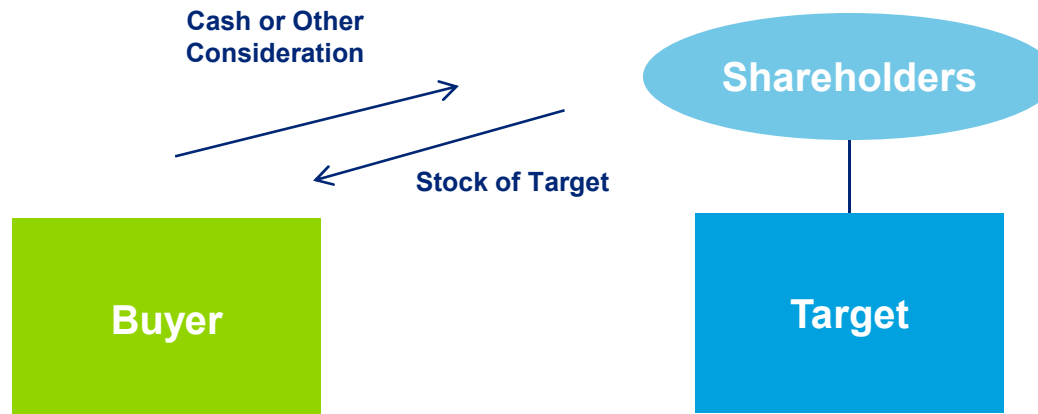 Cash or Other
Consideration
Shareholders
Stock of Target
Buyer
Target